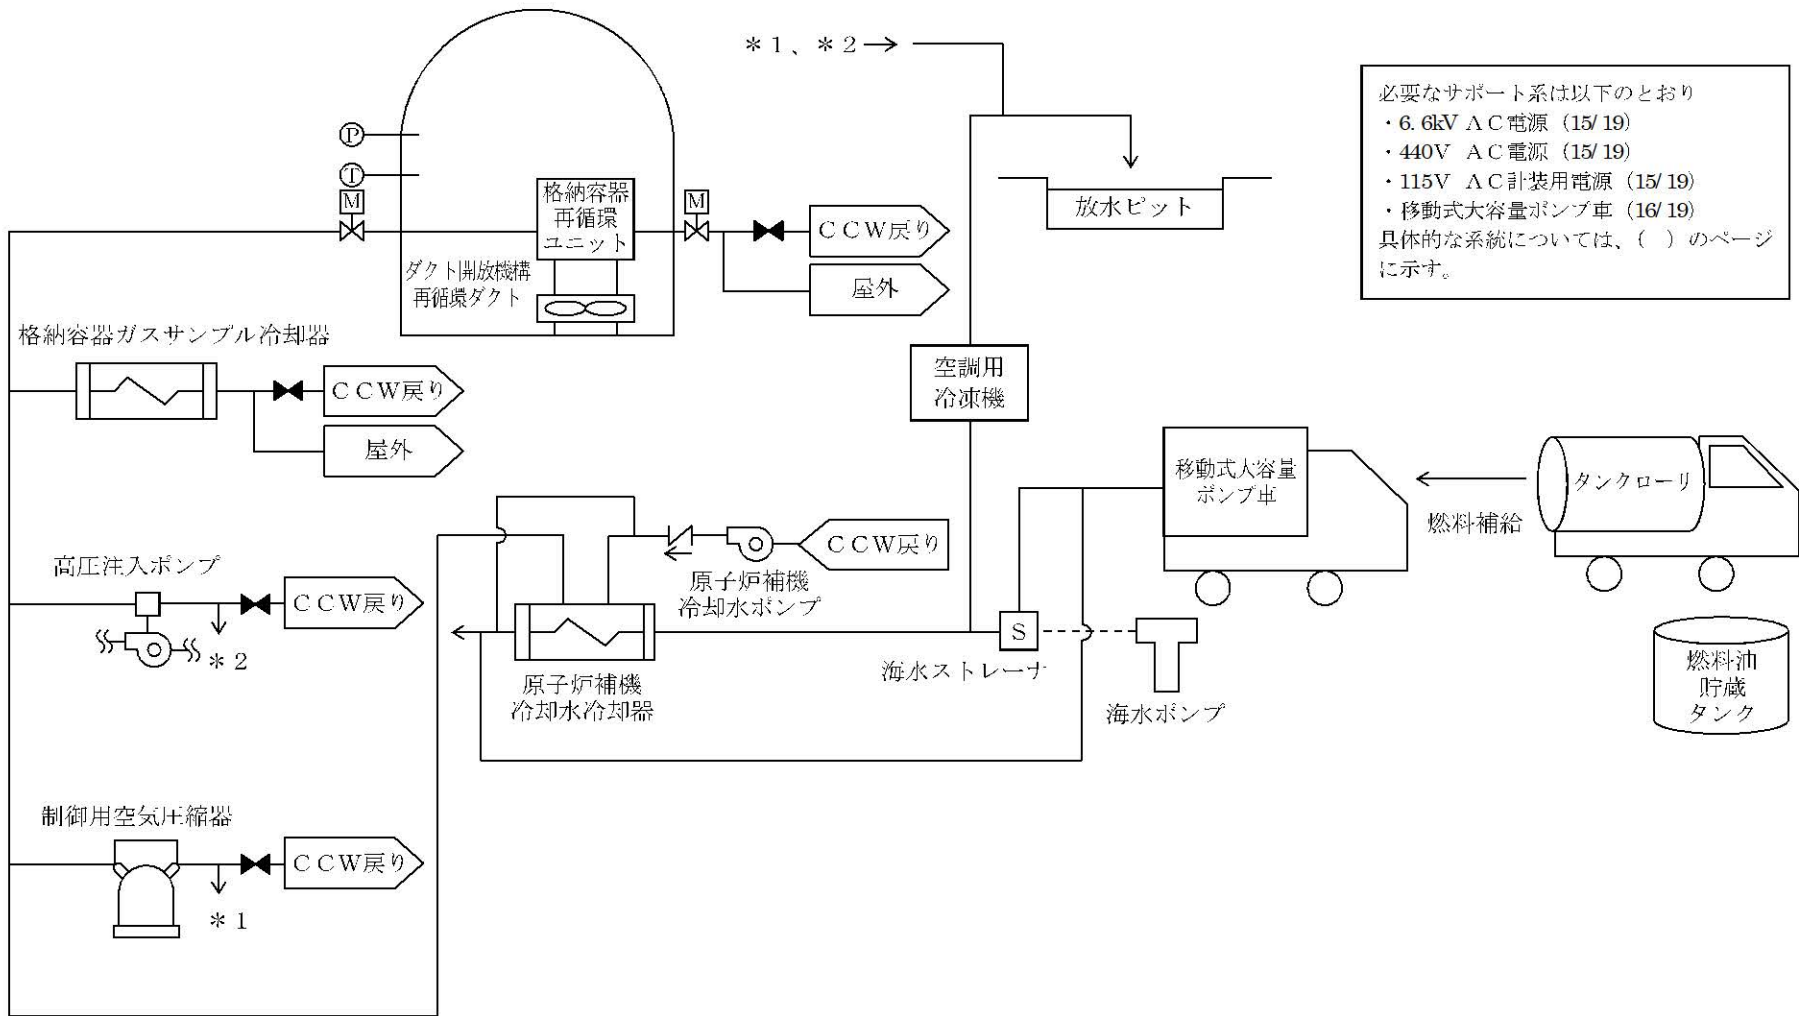 ＊１、＊２
必要なサポート系は以下のとおり
・6.6kV ＡＣ電源（15/19）
・440V ＡＣ電源（15/19）
・115V ＡＣ計装用電源（15/19）
・移動式大容量ポンプ車（16/19）
具体的な系統については、（　）のページ
に示す。
P
T
M
格納容器
再循環
ユニット
M
ＣＣＷ戻り
屋外
放水ピット
ダクト開放機構
再循環ダクト
格納容器ガスサンプル冷却器
ＣＣＷ戻り
屋外
空調用
冷凍機
移動式大容量
ポンプ車
燃料補給
タンクローリ
高圧注入ポンプ
ＣＣＷ戻り
＊２
ＣＣＷ戻り
原子炉補機
冷却水ポンプ
原子炉補機
冷却水冷却器
S
海水ストレーナ
海水ポンプ
燃料油
貯蔵
タンク
制御用空気圧縮器
ＣＣＷ戻り
＊１